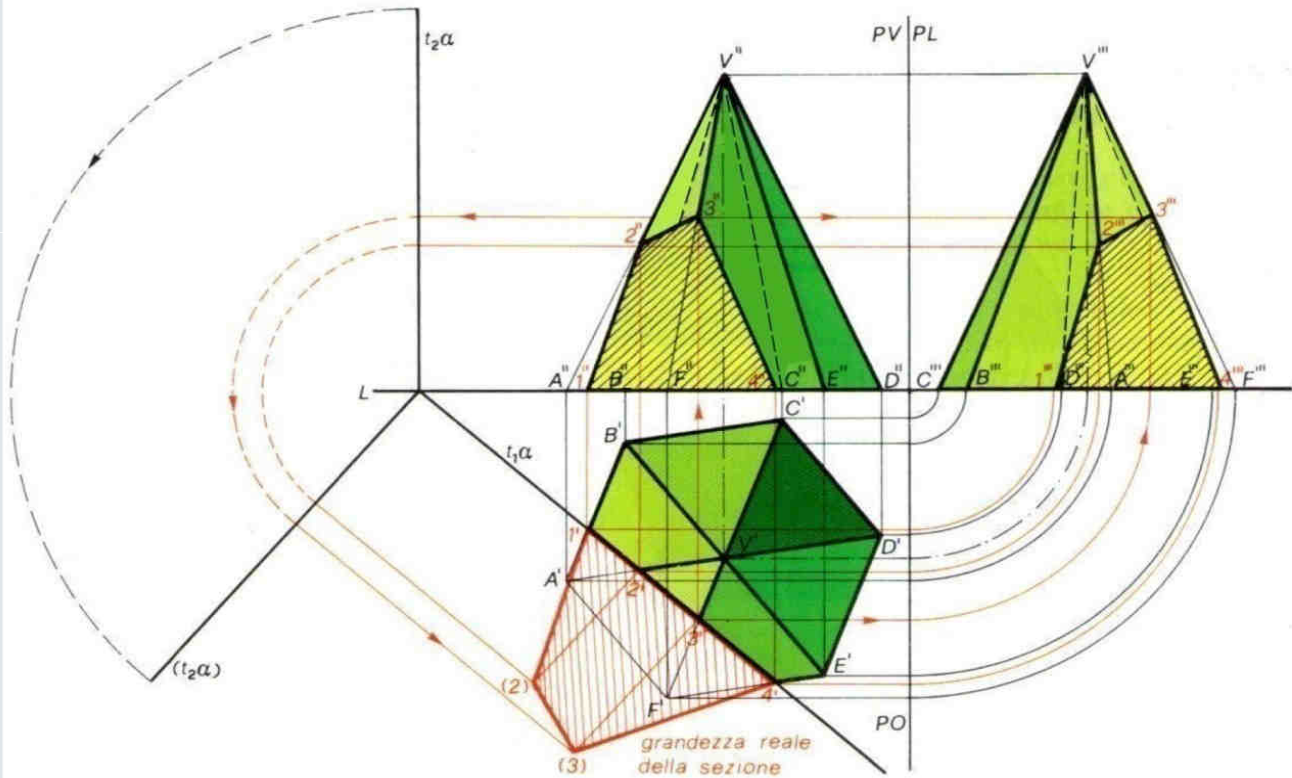 t₂α
PV PL
V'' V'''
2'' 3'' 2''' 3'''
L A'' 1'' B'' F'' 4'' C'' E'' D'' C''' B''' 1''' D''' A''' E''' 4''' F'''
C'
B'
t₁α
1'
V'
D'
A'
2'
3'
E'
(t₂α)
(2)
4'
F'
PO
grandezza reale
(3) della sezione